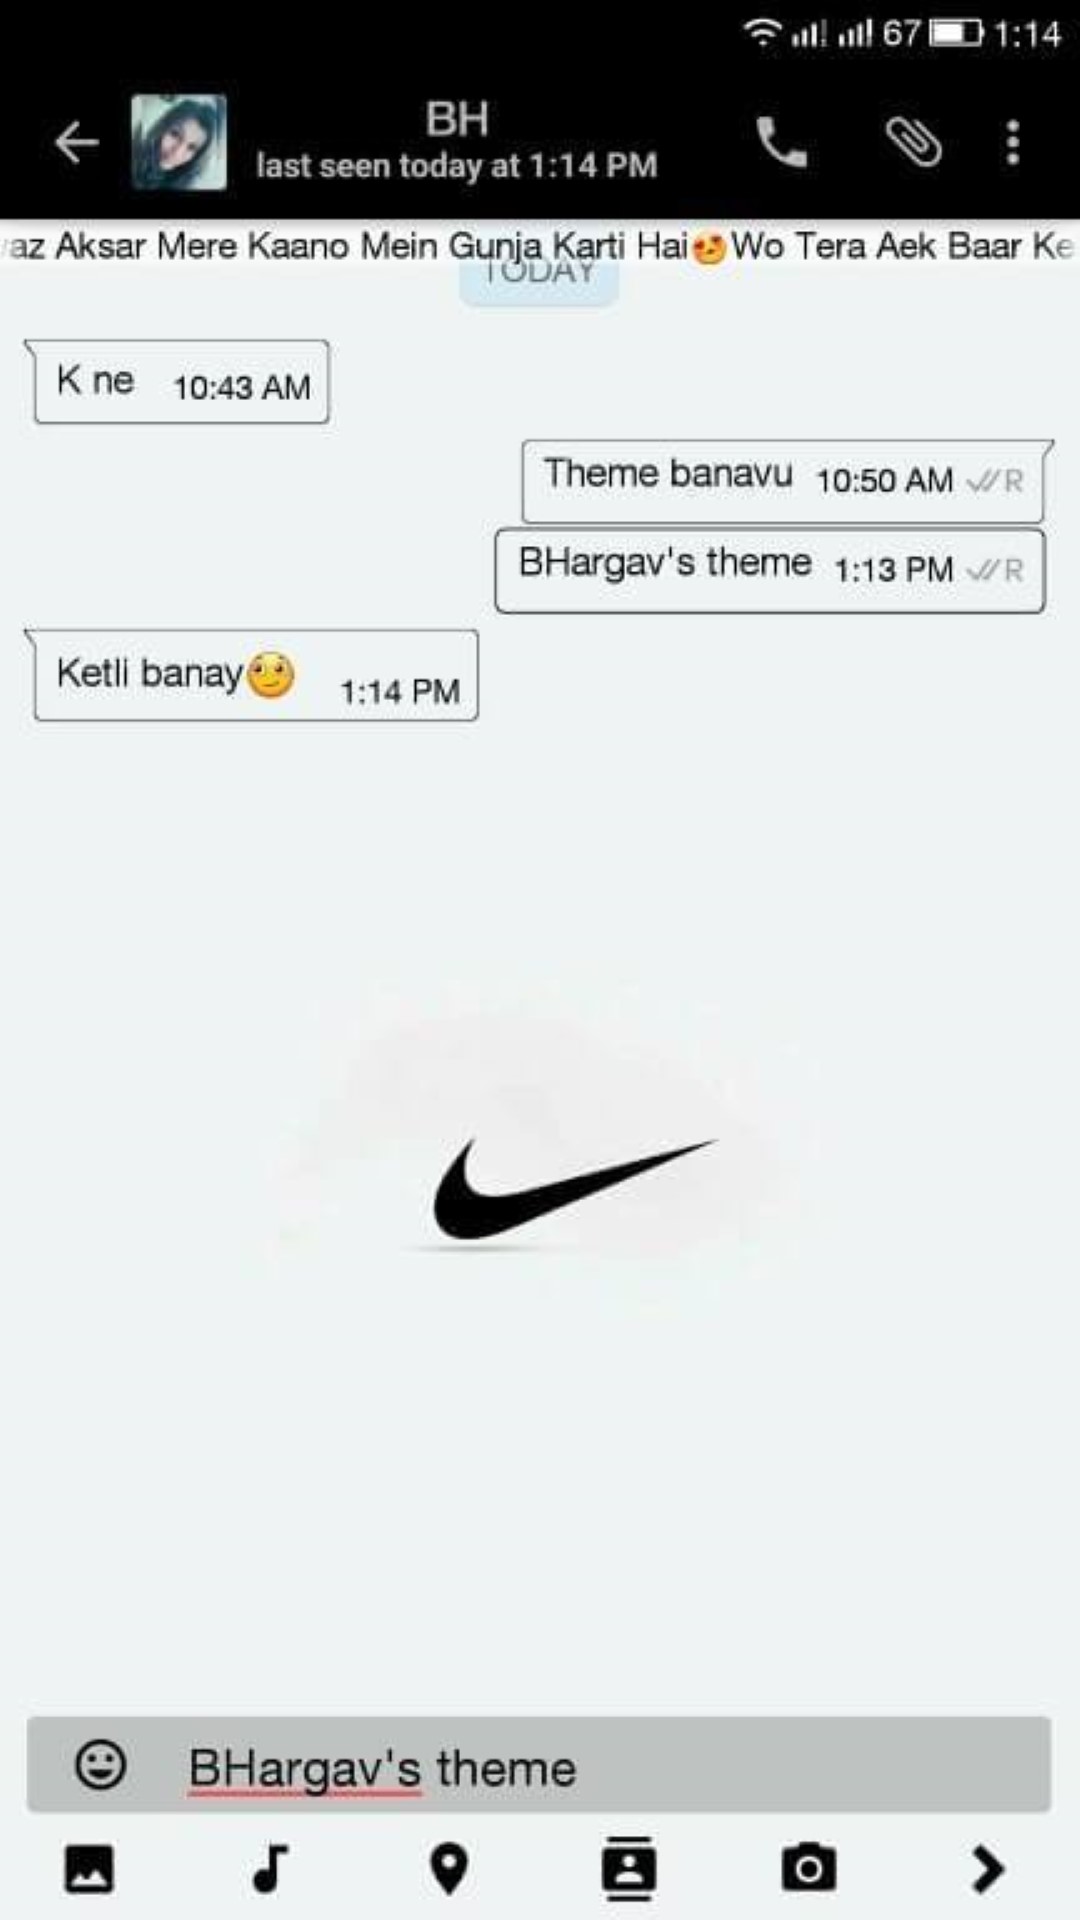 67 1:14
BH
last seen today at 1:14 PM
az Aksar Mere Kaano Mein Gunja Karti Hai😍Wo Tera Aek Baar Ke
TODAY
K ne 10:43 AM
Theme banavu 10:50 AM ✓✓R
BHargav's theme 1:13 PM ✓✓R
Ketli banay🧐 1:14 PM
BHargav's theme